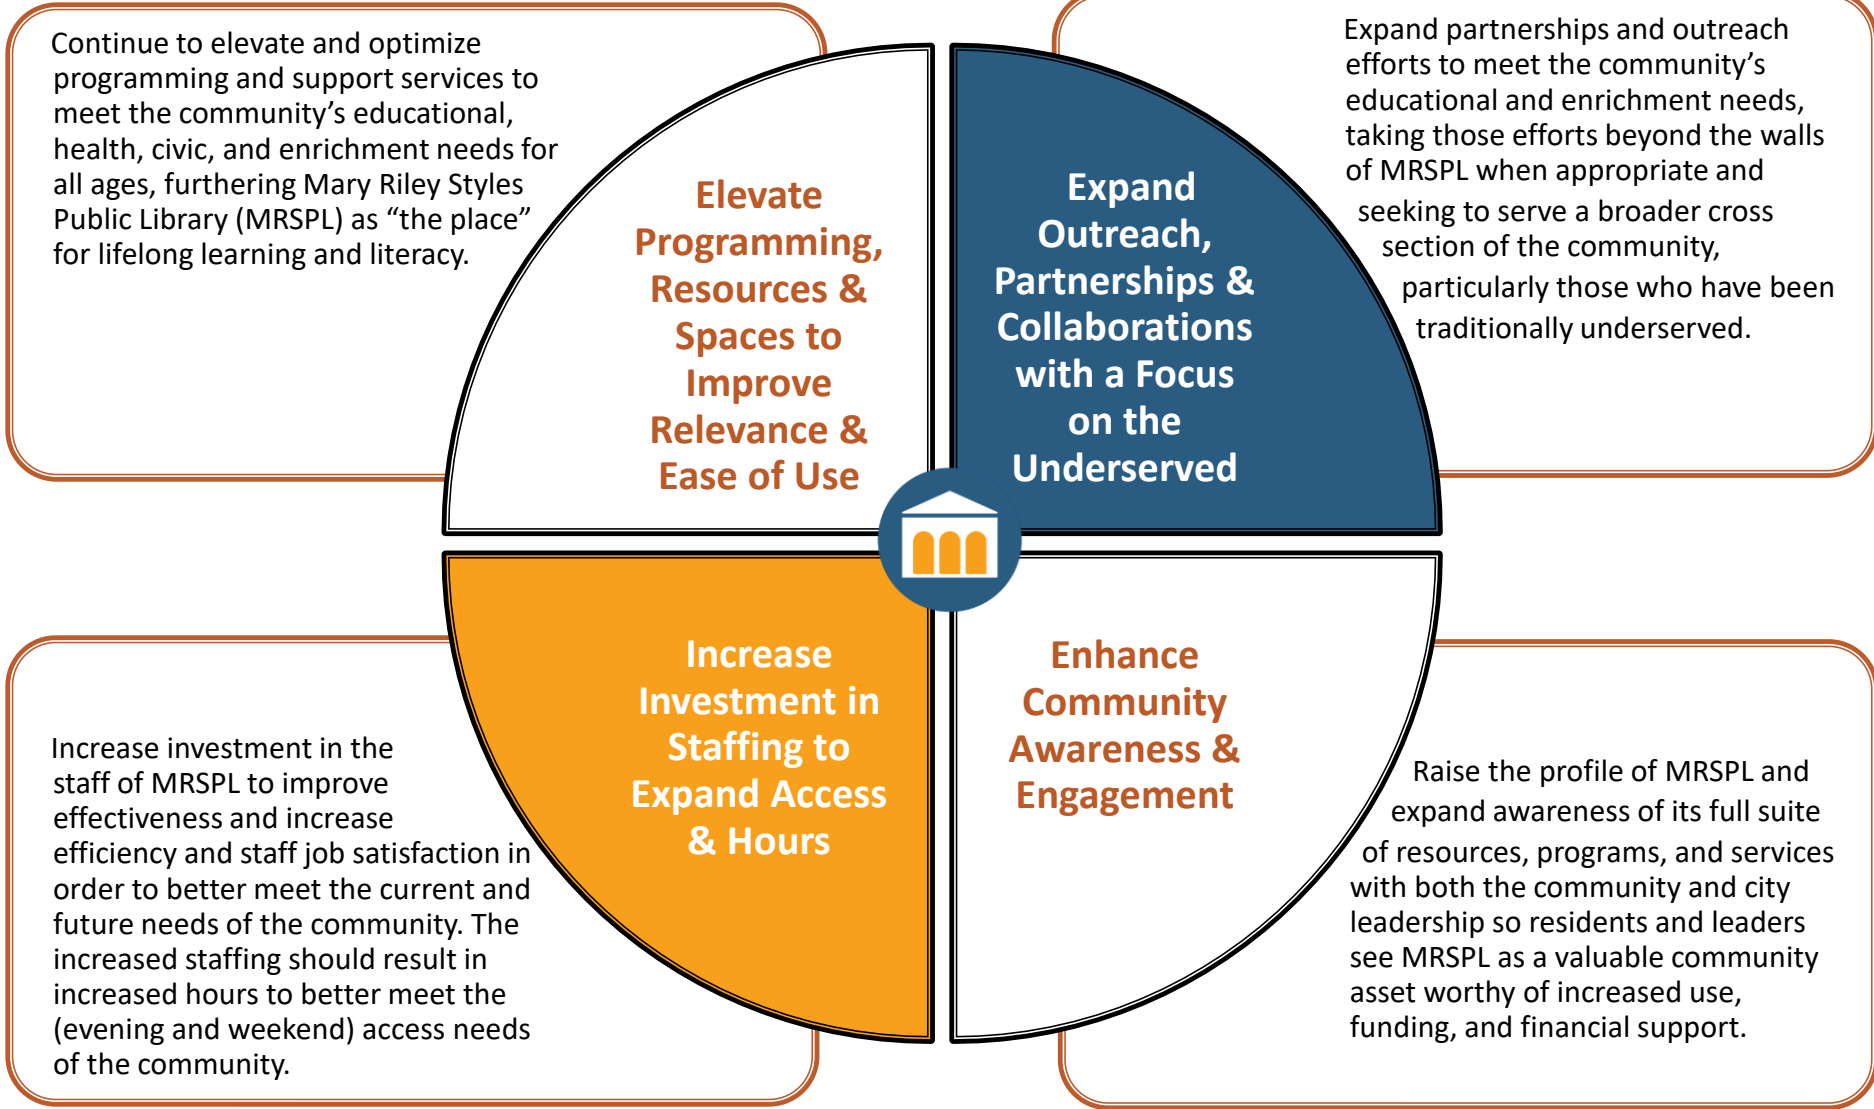 Continue to elevate and optimize
programming and support services to
meet the community’s educational,
health, civic, and enrichment needs for
all ages, furthering Mary Riley Styles
Public Library (MRSPL) as “the place”
for lifelong learning and literacy.
Elevate
Programming,
Resources &
Spaces to
Improve
Relevance &
Ease of Use
Expand
Outreach,
Partnerships &
Collaborations
with a Focus
on the
Underserved
Expand partnerships and outreach
efforts to meet the community’s
educational and enrichment needs,
taking those efforts beyond the walls
of MRSPL when appropriate and
seeking to serve a broader cross
section of the community,
particularly those who have been
traditionally underserved.
Increase investment in the
staff of MRSPL to improve
effectiveness and increase
efficiency and staff job satisfaction in
order to better meet the current and
future needs of the community. The
increased staffing should result in
increased hours to better meet the
(evening and weekend) access needs
of the community.
Increase
Investment in
Staffing to
Expand Access
& Hours
Enhance
Community
Awareness &
Engagement
Raise the profile of MRSPL and
expand awareness of its full suite
of resources, programs, and services
with both the community and city
leadership so residents and leaders
see MRSPL as a valuable community
asset worthy of increased use,
funding, and financial support.